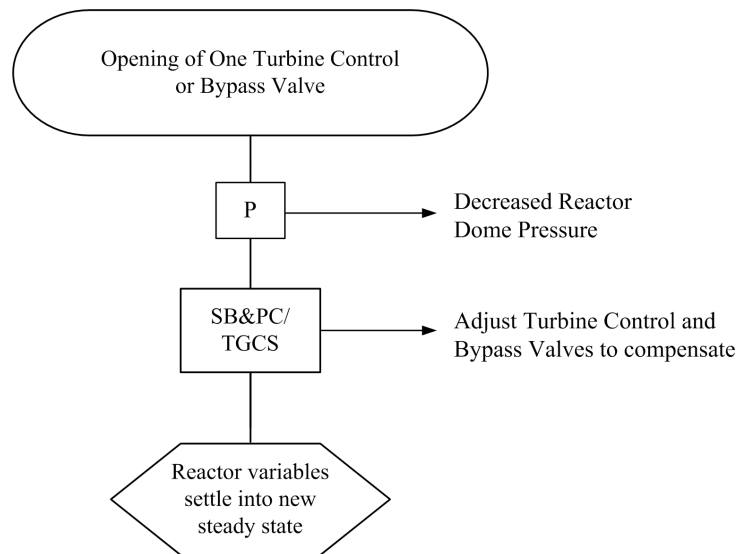 Opening of One Turbine Control
or Bypass Valve
P
Decreased Reactor
Dome Pressure
SB&PC/
TGCS
Adjust Turbine Control and
Bypass Valves to compensate
Reactor variables
settle into new
steady state